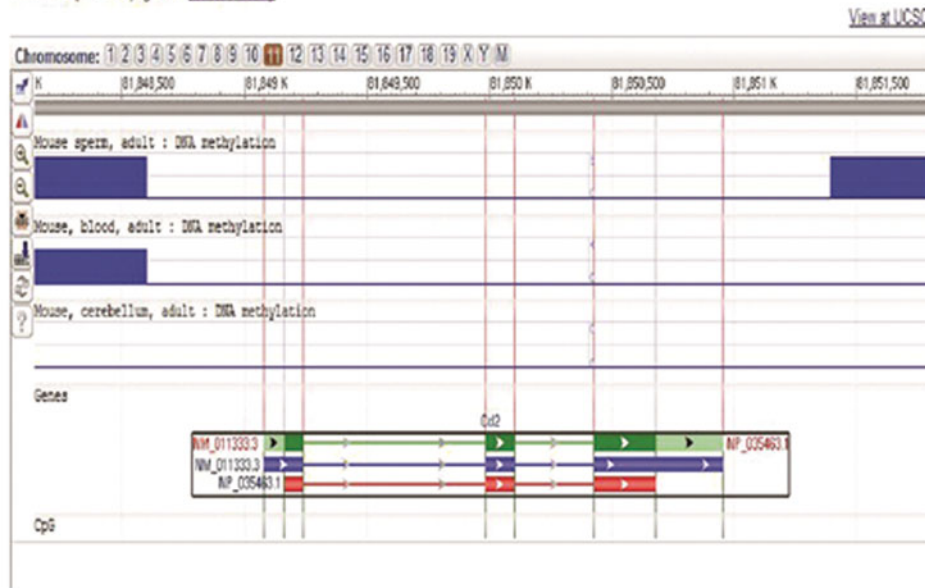 View at UCSC
Chromosome: 1 2 3 4 5 6 7 8 9 10 11 12 13 14 15 16 17 18 19 X Y M
K 81,848,500 81,849 K 81,849,500 81,850 K 81,850,500 81,851 K 81,851,500
Mouse sperm, adult : DNA methylation
Mouse, blood, adult : DNA methylation
Mouse, cerebellum, adult : DNA methylation
?
Genes
Ccl2
NM_011333.3 NP_035463.1
NM_011333.3
NP_035463.1
CpG